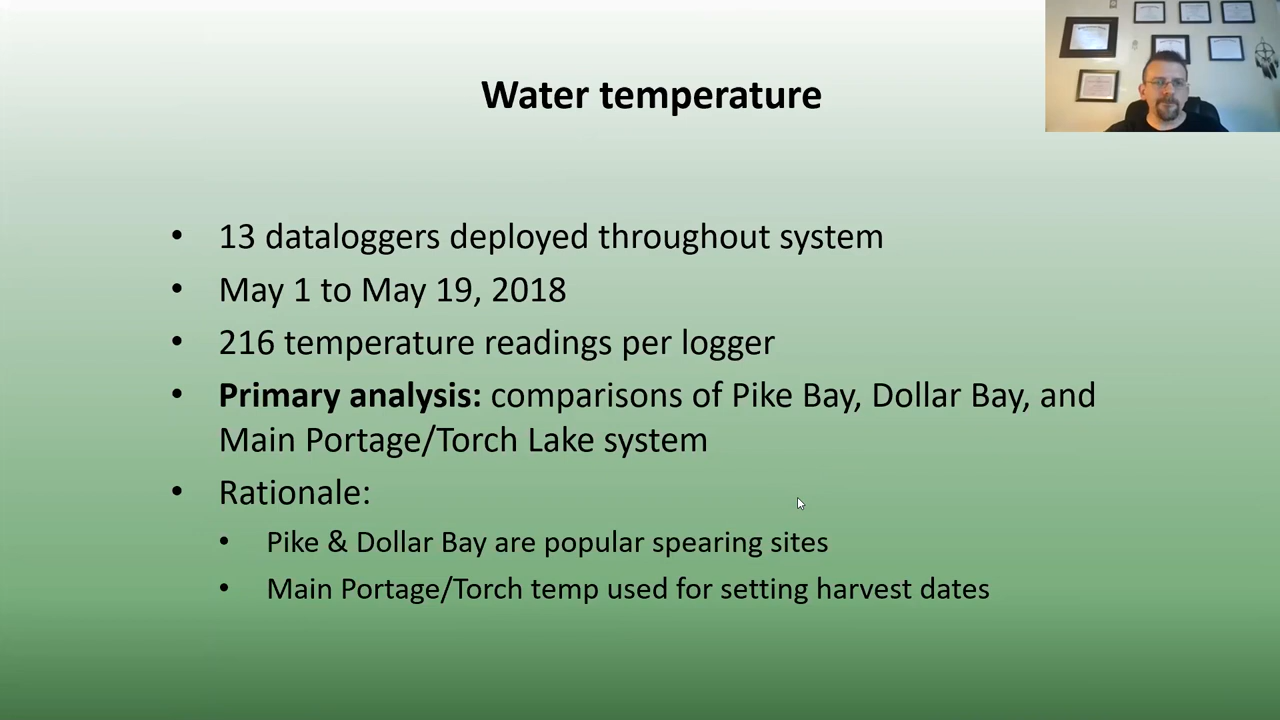 Water temperature
• 13 dataloggers deployed throughout system
• May 1 to May 19, 2018
• 216 temperature readings per logger
• Primary analysis: comparisons of Pike Bay, Dollar Bay, and
Main Portage/Torch Lake system
• Rationale:
• Pike & Dollar Bay are popular spearing sites
• Main Portage/Torch temp used for setting harvest dates